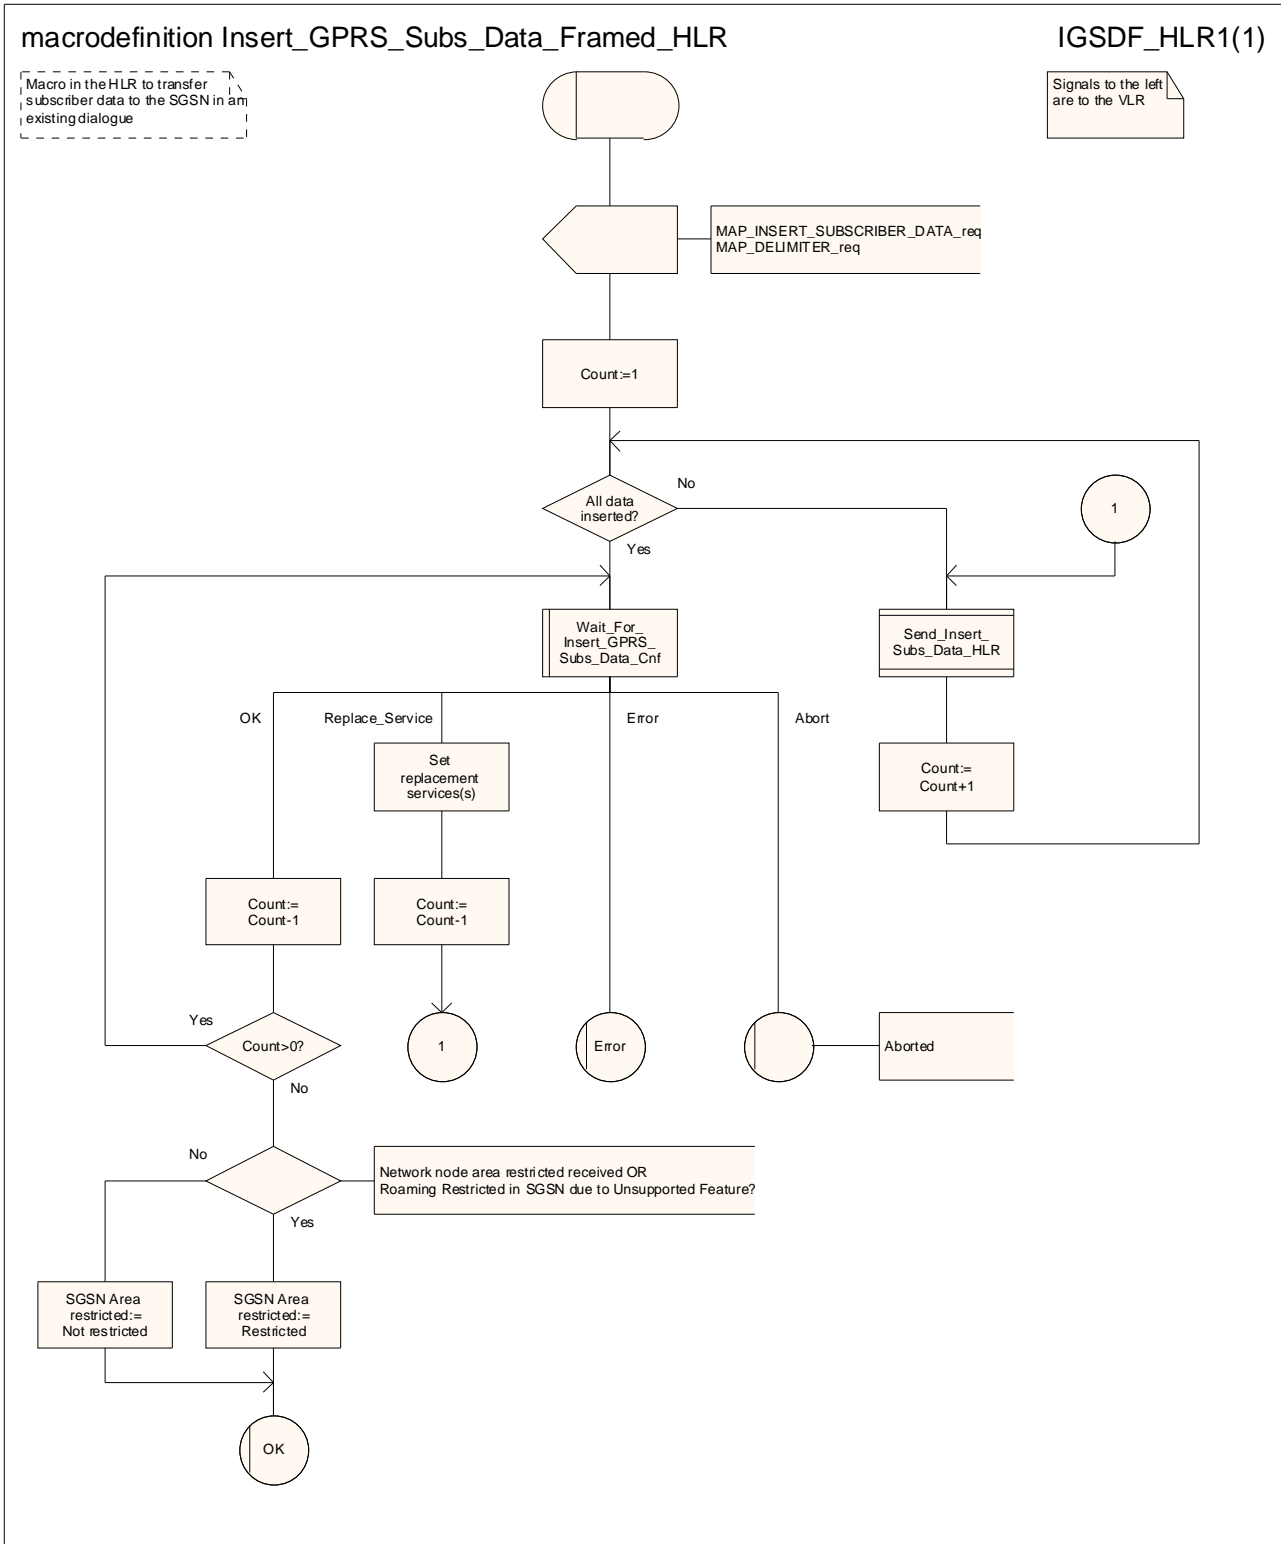 macrodefinition Insert_GPRS_Subs_Data_Framed_HLR
IGSDF_HLR1(1)
Macro in the HLR to transfer
subscriber data to the SGSN in an
existing dialogue
Signals to the left
are to the VLR
MAP_INSERT_SUBSCRIBER_DATA_req
MAP_DELIMITER_req
Count:=1
All data
inserted?
No
Yes
1
Wait_For_
Insert_GPRS_
Subs_Data_Cnf
Send_Insert_
Subs_Data_HLR
OK
Replace_Service
Error
Abort
Set
replacement
services(s)
Count:=
Count+1
Count:=
Count-1
Count:=
Count-1
Yes
Count>0?
No
1
Error
Aborted
No
Network node area restricted received OR
Roaming Restricted in SGSN due to Unsupported Feature?
Yes
SGSN Area
restricted:=
Not restricted
SGSN Area
restricted:=
Restricted
OK